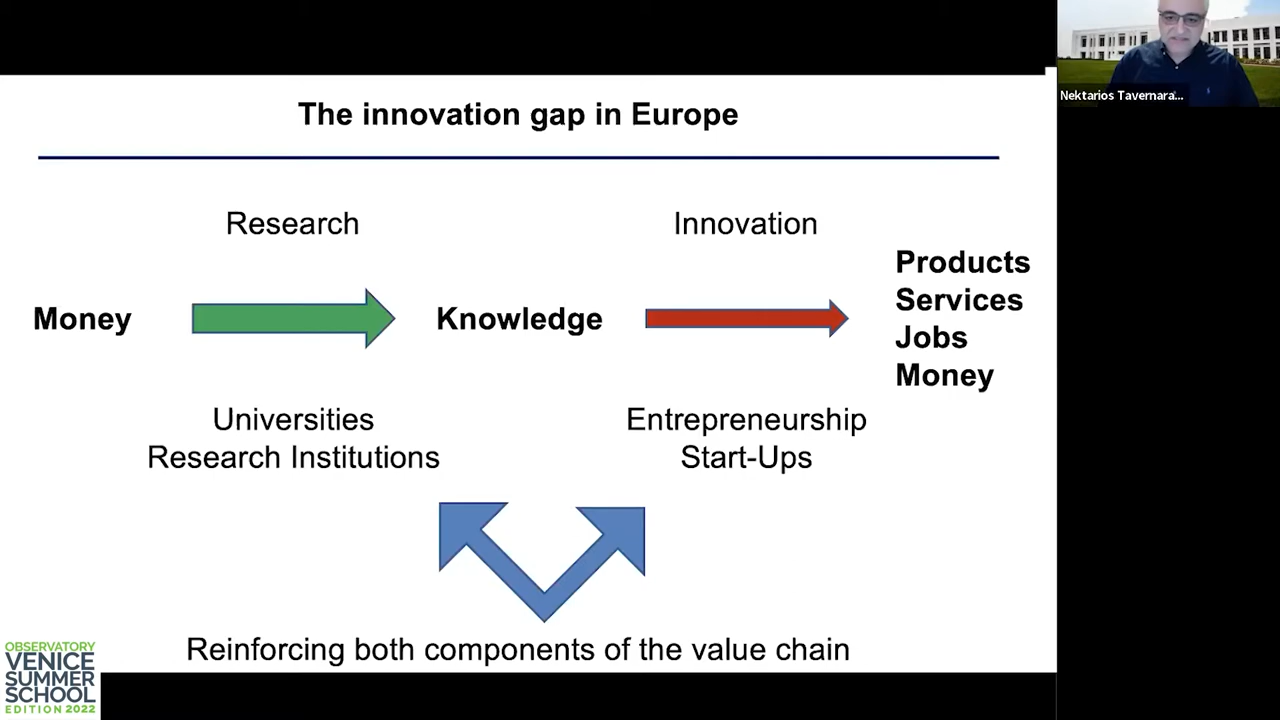 The innovation gap in Europe
Nektarios Tavernara...
Research
Innovation
Money
Knowledge
Products
Services
Jobs
Money
Universities
Research Institutions
Entrepreneurship
Start-Ups
Reinforcing both components of the value chain
OBSERVATORY
VENICE
SUMMER
SCHOOL
EDITION 2022